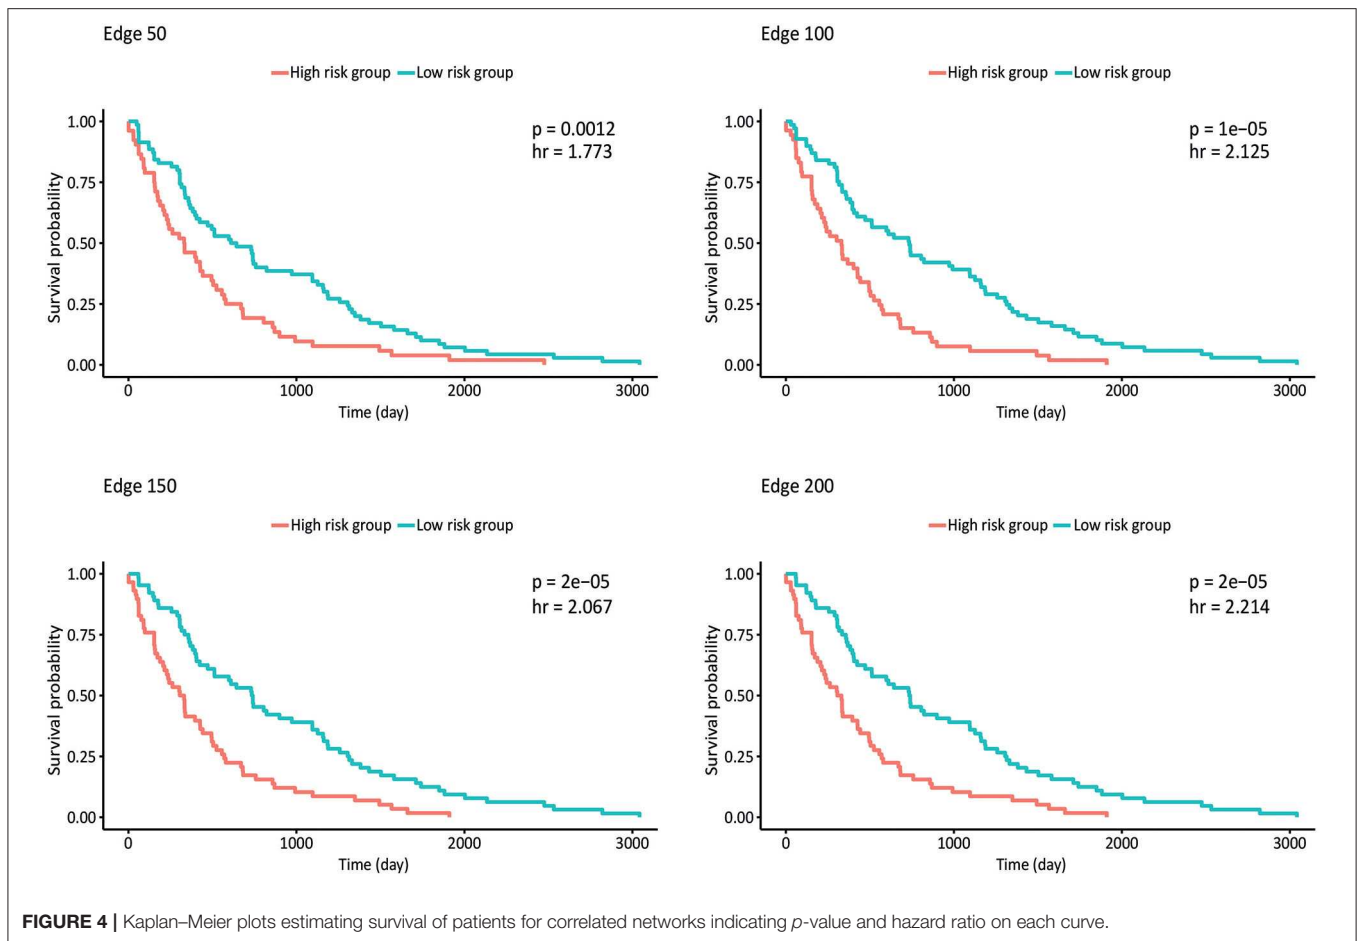 Edge 50
High risk group Low risk group
p = 0.0012
hr = 1.773
Survival probability
1.00
0.75
0.50
0.25
0.00
0 1000 2000 3000
Time (day)
Edge 100
High risk group Low risk group
p = 1e−05
hr = 2.125
Survival probability
1.00
0.75
0.50
0.25
0.00
0 1000 2000 3000
Time (day)
Edge 150
High risk group Low risk group
p = 2e−05
hr = 2.067
Survival probability
1.00
0.75
0.50
0.25
0.00
0 1000 2000 3000
Time (day)
Edge 200
High risk group Low risk group
p = 2e−05
hr = 2.214
Survival probability
1.00
0.75
0.50
0.25
0.00
0 1000 2000 3000
Time (day)
FIGURE 4 | Kaplan–Meier plots estimating survival of patients for correlated networks indicating p-value and hazard ratio on each curve.